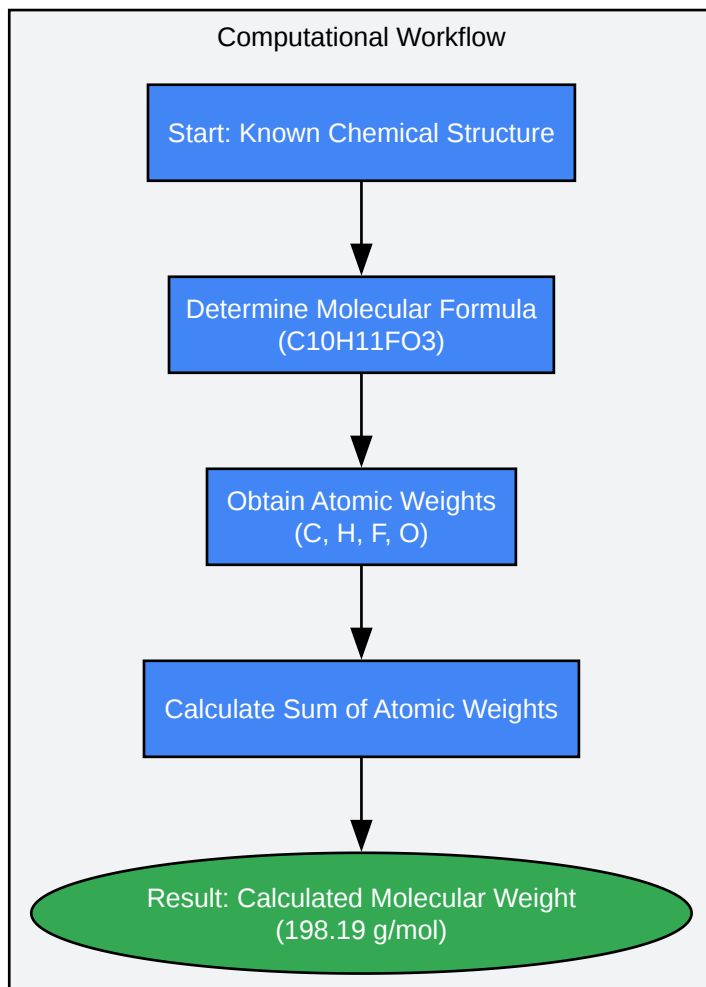 Computational Workflow
Start: Known Chemical Structure
Determine Molecular Formula
(C10H11FO3)
Obtain Atomic Weights
(C, H, F, O)
Calculate Sum of Atomic Weights
Result: Calculated Molecular Weight
(198.19 g/mol)